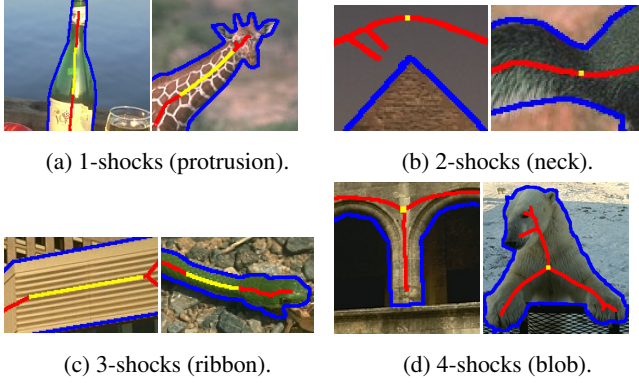 (a) 1-shocks (protrusion).
(b) 2-shocks (neck).
(c) 3-shocks (ribbon).
(d) 4-shocks (blob).